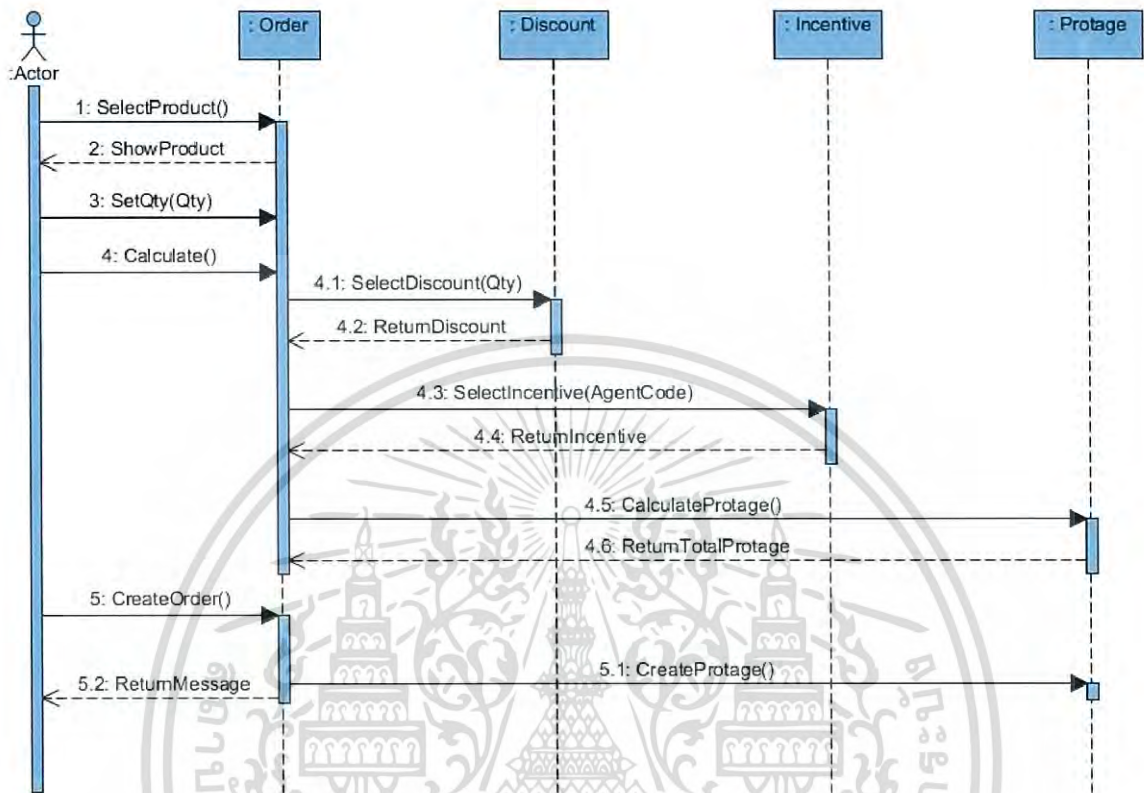 : Order
: Discount
: Incentive
: Protage
:Actor
1: SelectProduct()
2: ShowProduct
3: SetQty(Qty)
4: Calculate()
4.1: SelectDiscount(Qty)
4.2: ReturnDiscount
4.3: SelectIncentive(AgentCode)
4.4: ReturnIncentive
4.5: CalculateProtage()
4.6: ReturnTotalProtage
5: CreateOrder()
5.1: CreateProtage()
5.2: ReturnMessage